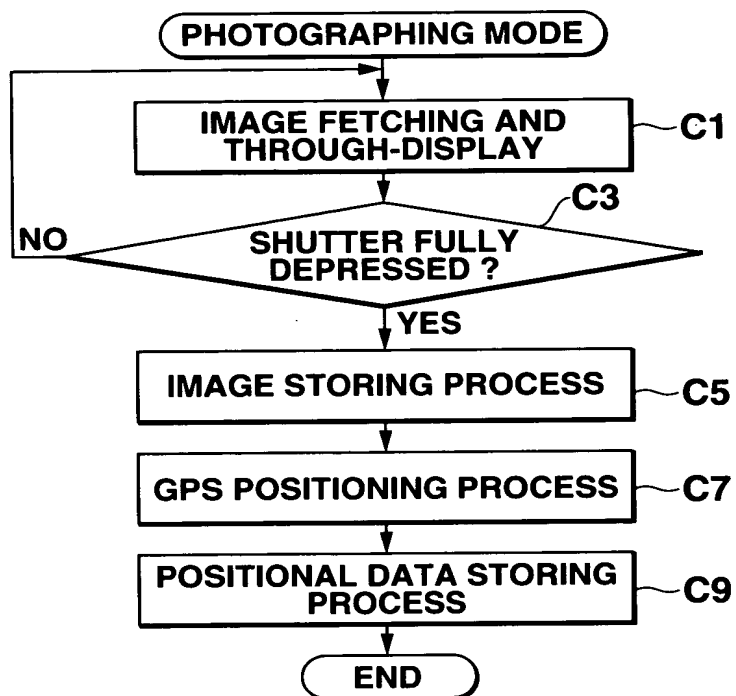 PHOTOGRAPHING MODE
IMAGE FETCHING AND
THROUGH-DISPLAY
C1
C3
SHUTTER FULLY
DEPRESSED ?
NO
YES
IMAGE STORING PROCESS
C5
GPS POSITIONING PROCESS
C7
POSITIONAL DATA STORING
PROCESS
C9
END